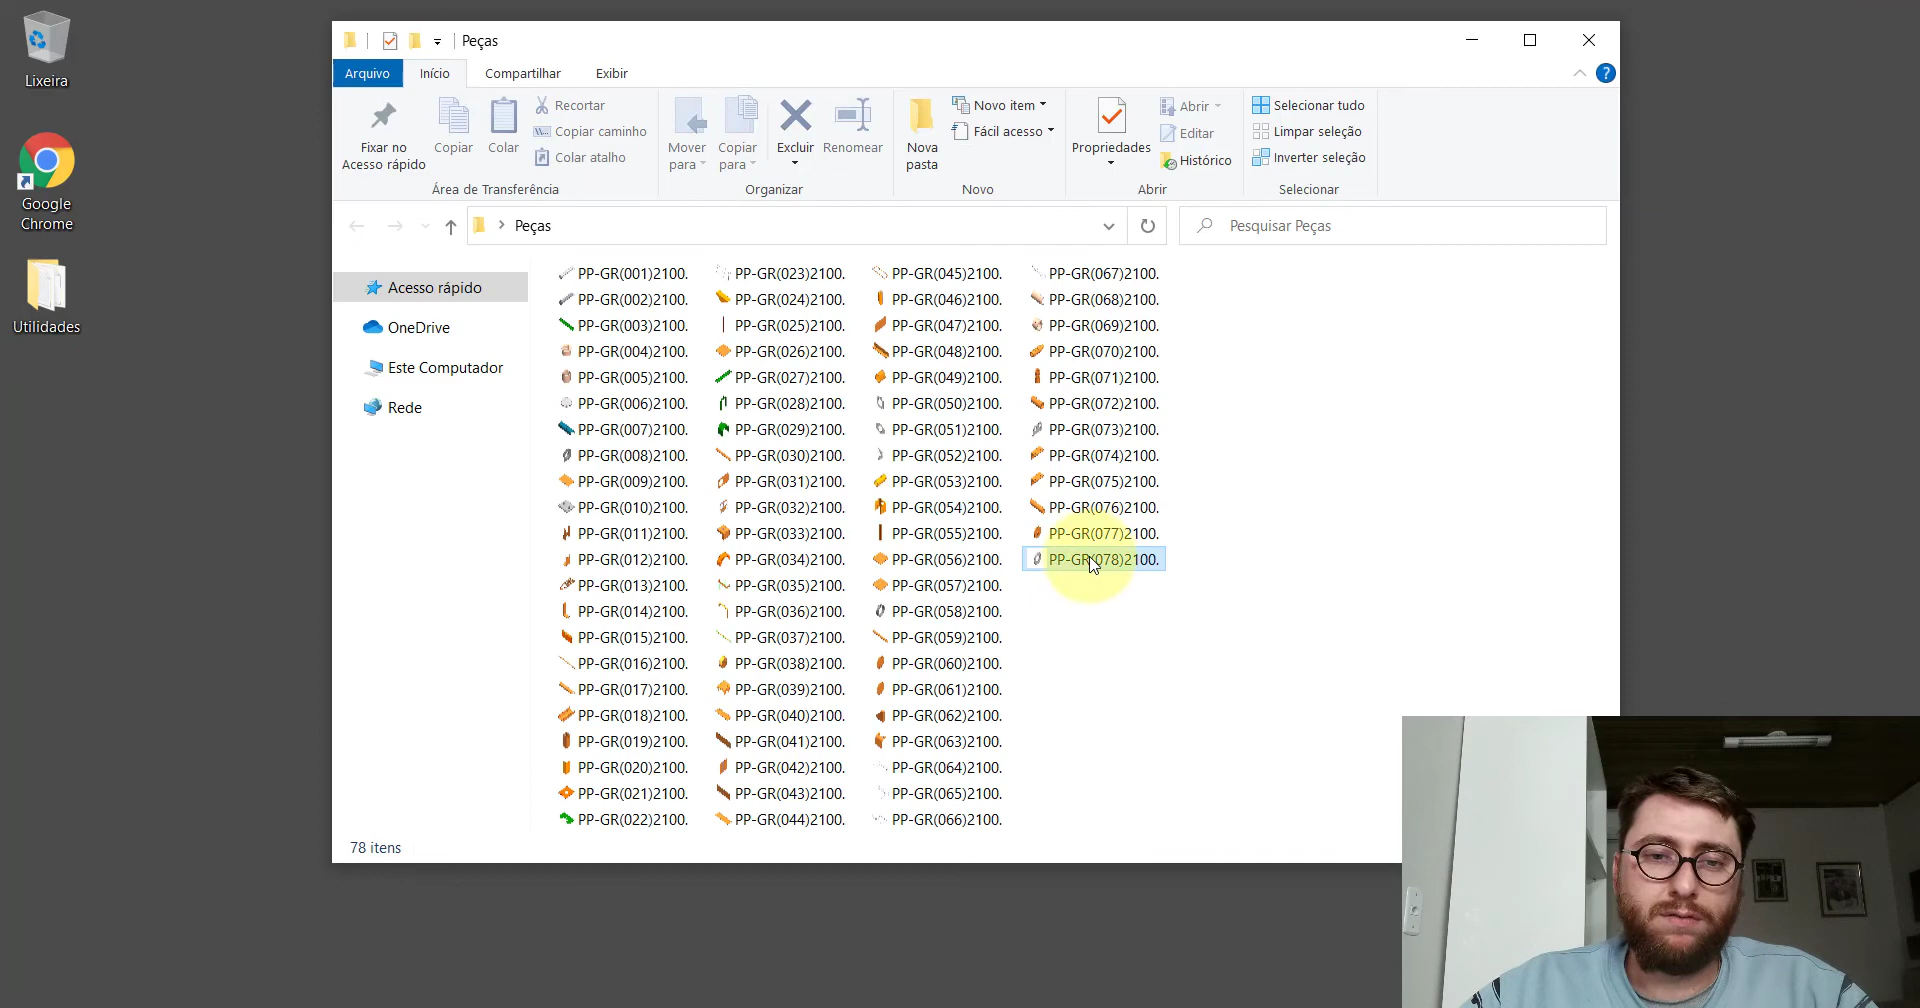 Lixeira
Google
Chrome
Utilidades
Peças
Arquivo
Início
Compartilhar
Exibir
?
Fixar no
Acesso rápido
Copiar
Colar
Recortar
Copiar caminho
Colar atalho
Área de Transferência
Mover
para
Copiar
para
Excluir
Renomear
Organizar
Nova
pasta
Novo item
Fácil acesso
Novo
Propriedades
Abrir
Editar
Histórico
Abrir
Selecionar tudo
Limpar seleção
Inverter seleção
Selecionar
Peças
Pesquisar Peças
Acesso rápido
OneDrive
Este Computador
Rede
PP-GR(001)2100.
PP-GR(002)2100.
PP-GR(003)2100.
PP-GR(004)2100.
PP-GR(005)2100.
PP-GR(006)2100.
PP-GR(007)2100.
PP-GR(008)2100.
PP-GR(009)2100.
PP-GR(010)2100.
PP-GR(011)2100.
PP-GR(012)2100.
PP-GR(013)2100.
PP-GR(014)2100.
PP-GR(015)2100.
PP-GR(016)2100.
PP-GR(017)2100.
PP-GR(018)2100.
PP-GR(019)2100.
PP-GR(020)2100.
PP-GR(021)2100.
PP-GR(022)2100.
PP-GR(023)2100.
PP-GR(024)2100.
PP-GR(025)2100.
PP-GR(026)2100.
PP-GR(027)2100.
PP-GR(028)2100.
PP-GR(029)2100.
PP-GR(030)2100.
PP-GR(031)2100.
PP-GR(032)2100.
PP-GR(033)2100.
PP-GR(034)2100.
PP-GR(035)2100.
PP-GR(036)2100.
PP-GR(037)2100.
PP-GR(038)2100.
PP-GR(039)2100.
PP-GR(040)2100.
PP-GR(041)2100.
PP-GR(042)2100.
PP-GR(043)2100.
PP-GR(044)2100.
PP-GR(045)2100.
PP-GR(046)2100.
PP-GR(047)2100.
PP-GR(048)2100.
PP-GR(049)2100.
PP-GR(050)2100.
PP-GR(051)2100.
PP-GR(052)2100.
PP-GR(053)2100.
PP-GR(054)2100.
PP-GR(055)2100.
PP-GR(056)2100.
PP-GR(057)2100.
PP-GR(058)2100.
PP-GR(059)2100.
PP-GR(060)2100.
PP-GR(061)2100.
PP-GR(062)2100.
PP-GR(063)2100.
PP-GR(064)2100.
PP-GR(065)2100.
PP-GR(066)2100.
PP-GR(067)2100.
PP-GR(068)2100.
PP-GR(069)2100.
PP-GR(070)2100.
PP-GR(071)2100.
PP-GR(072)2100.
PP-GR(073)2100.
PP-GR(074)2100.
PP-GR(075)2100.
PP-GR(076)2100.
PP-GR(077)2100.
PP-GR(078)2100.
78 itens